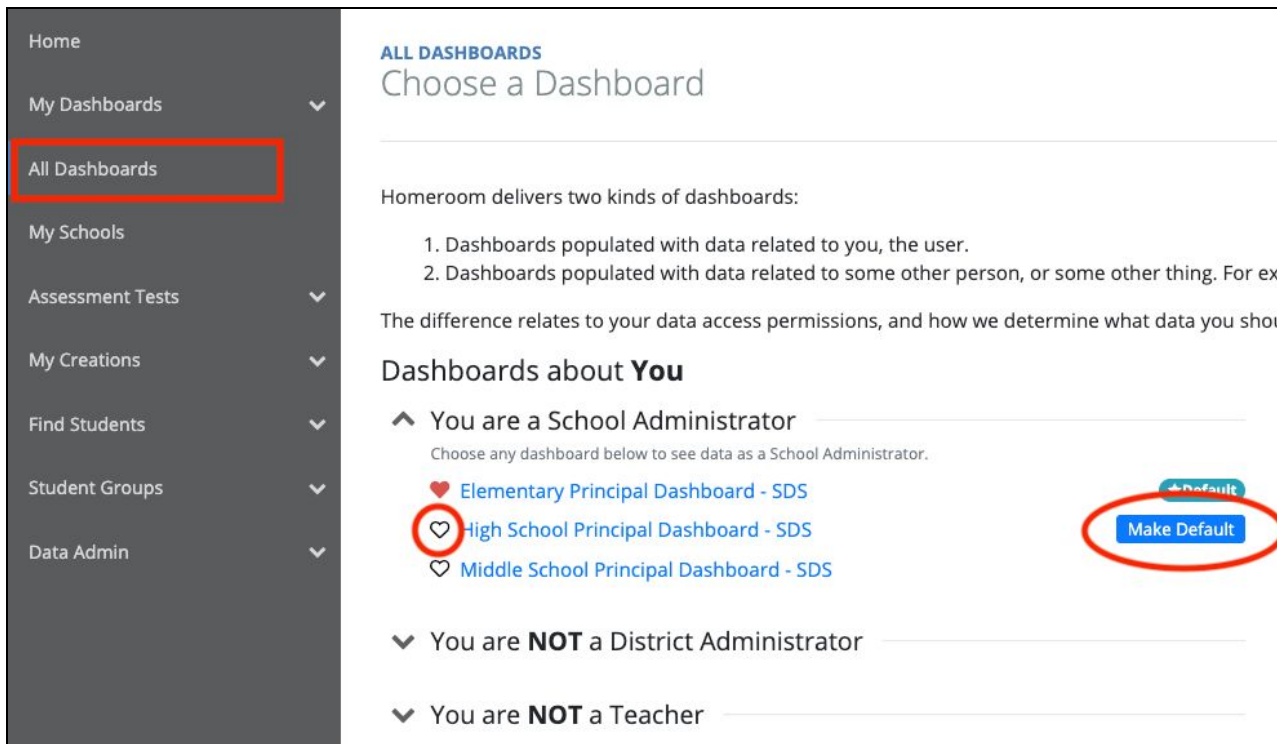 Home
My Dashboards
All Dashboards
My Schools
Assessment Tests
My Creations
Find Students
Student Groups
Data Admin
ALL DASHBOARDS
Choose a Dashboard
Homeroom delivers two kinds of dashboards:
1. Dashboards populated with data related to you, the user.
2. Dashboards populated with data related to some other person, or some other thing. For ex
The difference relates to your data access permissions, and how we determine what data you shou
Dashboards about You
You are a School Administrator
Choose any dashboard below to see data as a School Administrator.
Elementary Principal Dashboard - SDS Default
High School Principal Dashboard - SDS Make Default
Middle School Principal Dashboard - SDS
You are NOT a District Administrator
You are NOT a Teacher